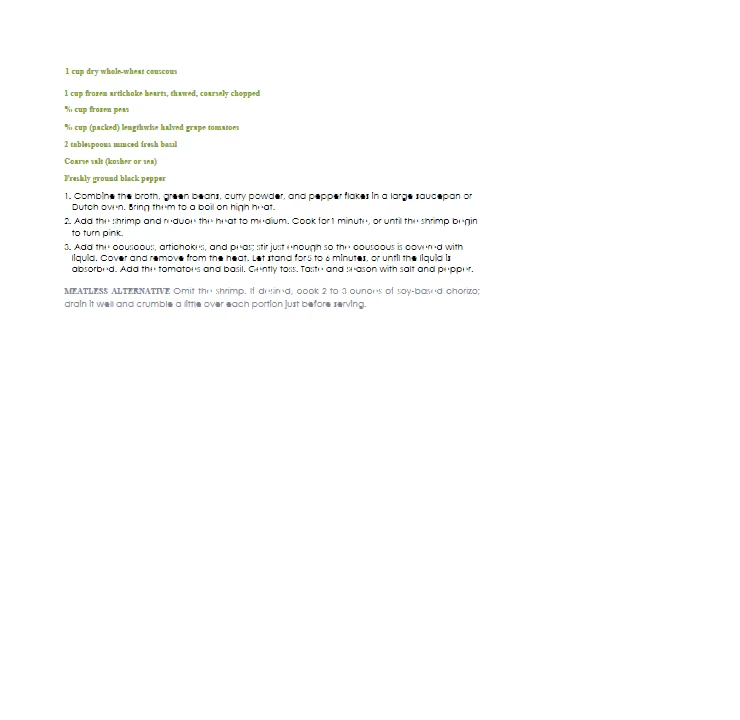 1 cup dry whole-wheat couscous
1 cup frozen artichoke hearts, thawed, coarsely chopped
% cup frozen peas
% cup (packed) lengthwise halved grape tomatoes
2 tablespoons minced fresh basil
Coarse salt (kosher or sea)
Freshly ground black pepper
1. Combine the broth, green beans, curry powder, and pepper flakes in a large saucepan or
Dutch oven. Bring them to a boil on high heat.
2. Add the shrimp and reduce the heat to medium. Cook for 1 minute, or until the shrimp begin
to turn pink.
3. Add the couscous, artichokes, and peas; stir just enough so the couscous is covered with
liquid. Cover and remove from the heat. Let stand for 5 to 6 minutes, or until the liquid is
absorbed. Add the tomatoes and basil. Gently toss. Taste and season with salt and pepper.
MEATLESS ALTERNATIVE Omit the shrimp. If desired, cook 2 to 3 ounces of soy-based chorizo;
drain it well and crumble a little over each portion just before serving.